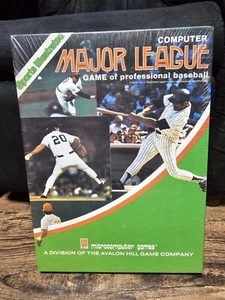 COMPUTER
Sports Illustrated
MAJOR LEAGUE
GAME of professional baseball
20
microcomputer games
A DIVISION OF THE AVALON HILL GAME COMPANY